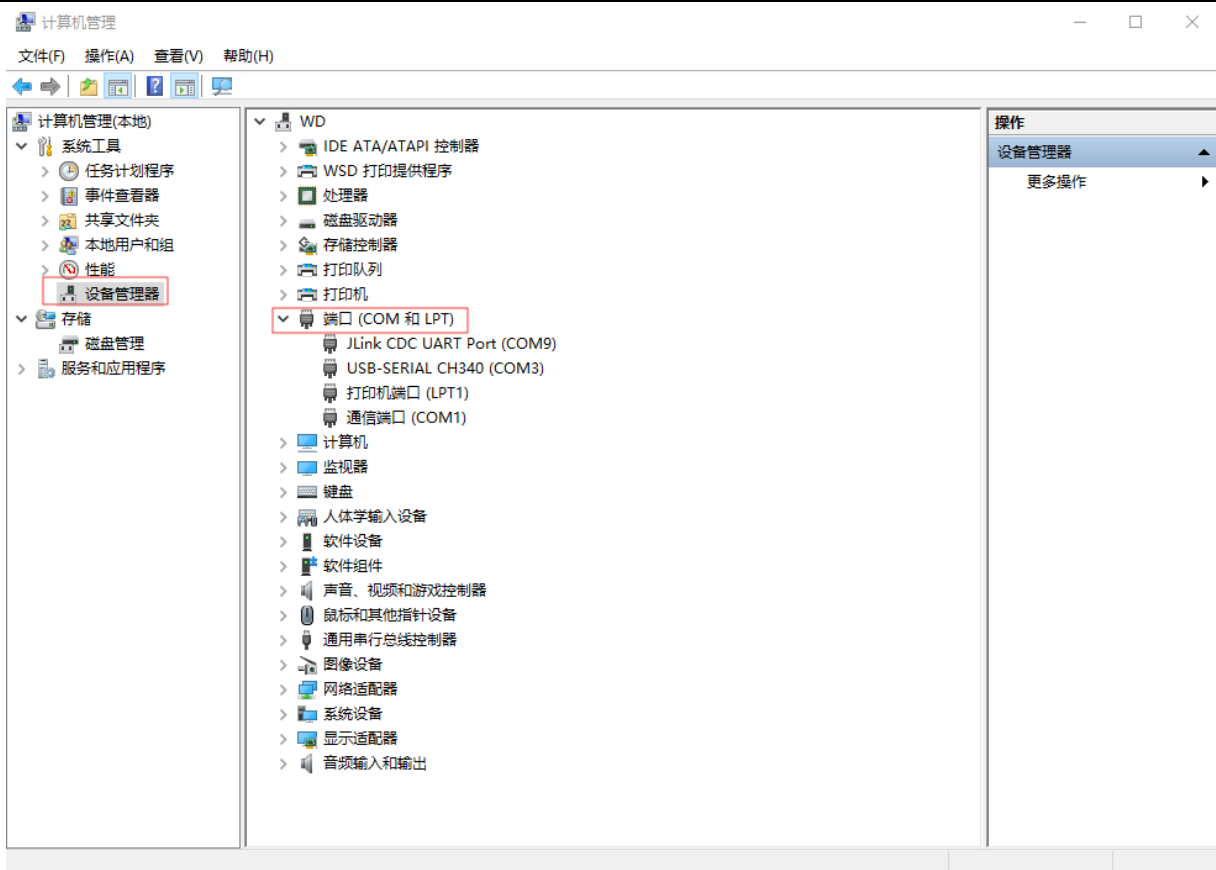 计算机管理
文件(F) 操作(A) 查看(V) 帮助(H)
计算机管理(本地)
系统工具
任务计划程序
事件查看器
共享文件夹
本地用户和组
性能
设备管理器
存储
磁盘管理
服务和应用程序
WD
IDE ATA/ATAPI 控制器
WSD 打印提供程序
处理器
磁盘驱动器
存储控制器
打印队列
打印机
端口 (COM 和 LPT)
JLink CDC UART Port (COM9)
USB-SERIAL CH340 (COM3)
打印机端口 (LPT1)
通信端口 (COM1)
计算机
监视器
键盘
人体学输入设备
软件设备
软件组件
声音、视频和游戏控制器
鼠标和其他指针设备
通用串行总线控制器
图像设备
网络适配器
系统设备
显示适配器
音频输入和输出
操作
设备管理器
更多操作